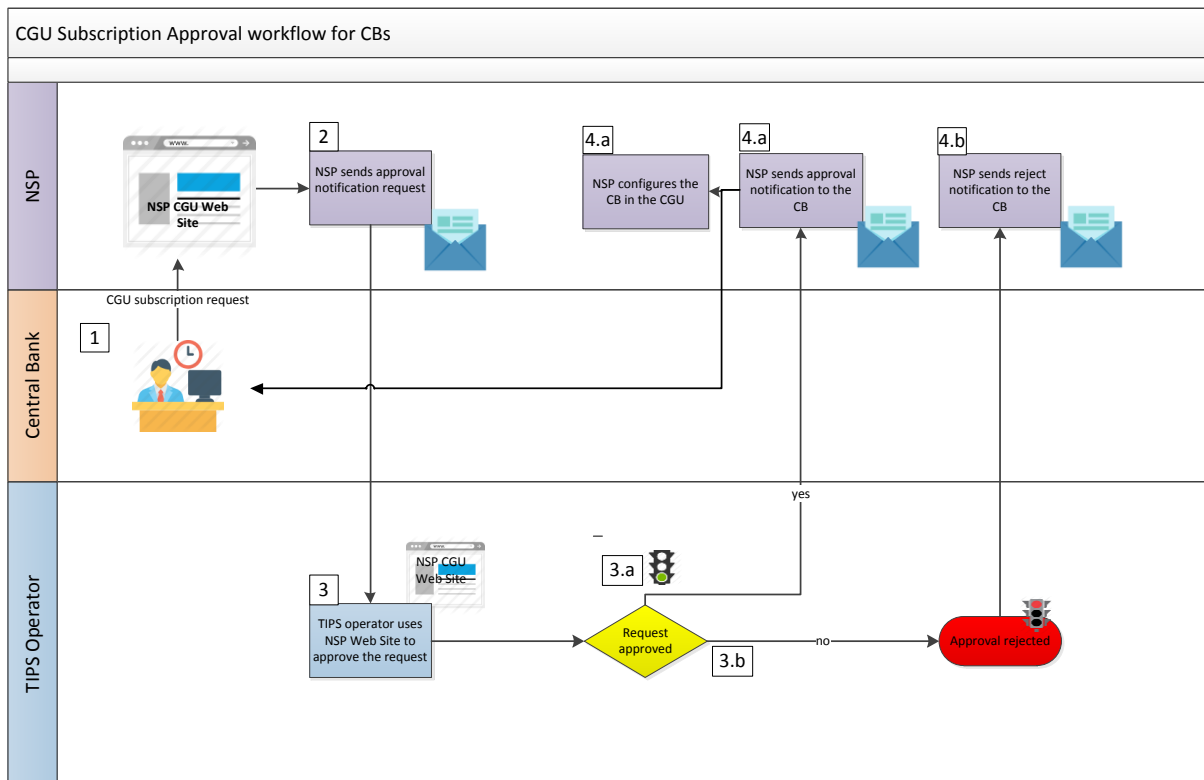 CGU Subscription Approval workflow for CBs
NSP
www.
NSP CGU Web
Site
2
NSP sends approval
notification request
4.a
NSP configures the
CB in the CGU
4.a
NSP sends approval
notification to the
CB
4.b
NSP sends reject
notification to the
CB
Central Bank
CGU subscription request
1
TIPS Operator
yes
www.
NSP CGU
Web Site
3
TIPS operator uses
NSP Web Site to
approve the request
–
3.a
Request
approved
3.b
no
Approval rejected